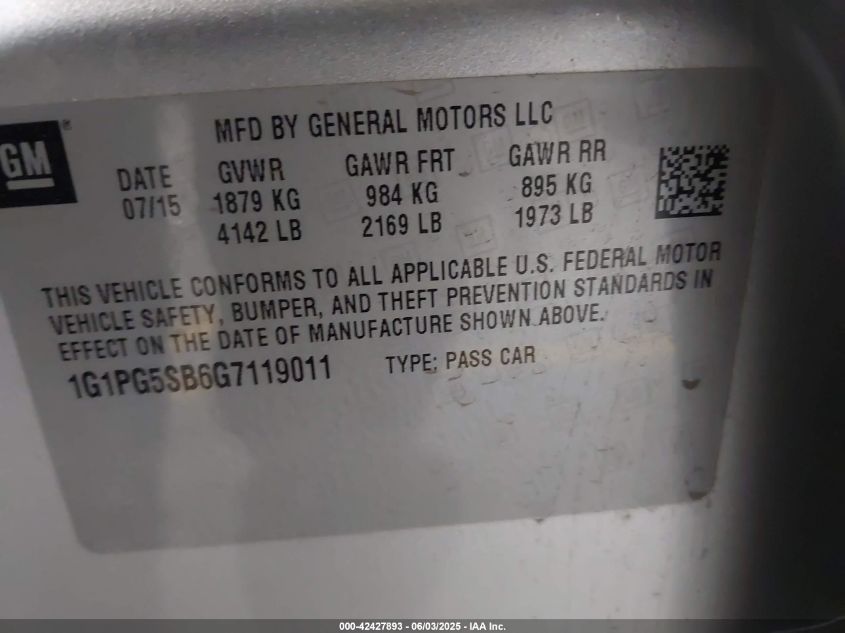 MFD BY GENERAL MOTORS LLC
GM
DATE GVWR GAWR FRT GAWR RR
07/15 1879 KG 984 KG 895 KG
4142 LB 2169 LB 1973 LB
THIS VEHICLE CONFORMS TO ALL APPLICABLE U.S. FEDERAL MOTOR
VEHICLE SAFETY, BUMPER, AND THEFT PREVENTION STANDARDS IN
EFFECT ON THE DATE OF MANUFACTURE SHOWN ABOVE.
1G1PG5SB6G7119011 TYPE: PASS CAR
000-42427893 - 06/03/2025 - IAA Inc.